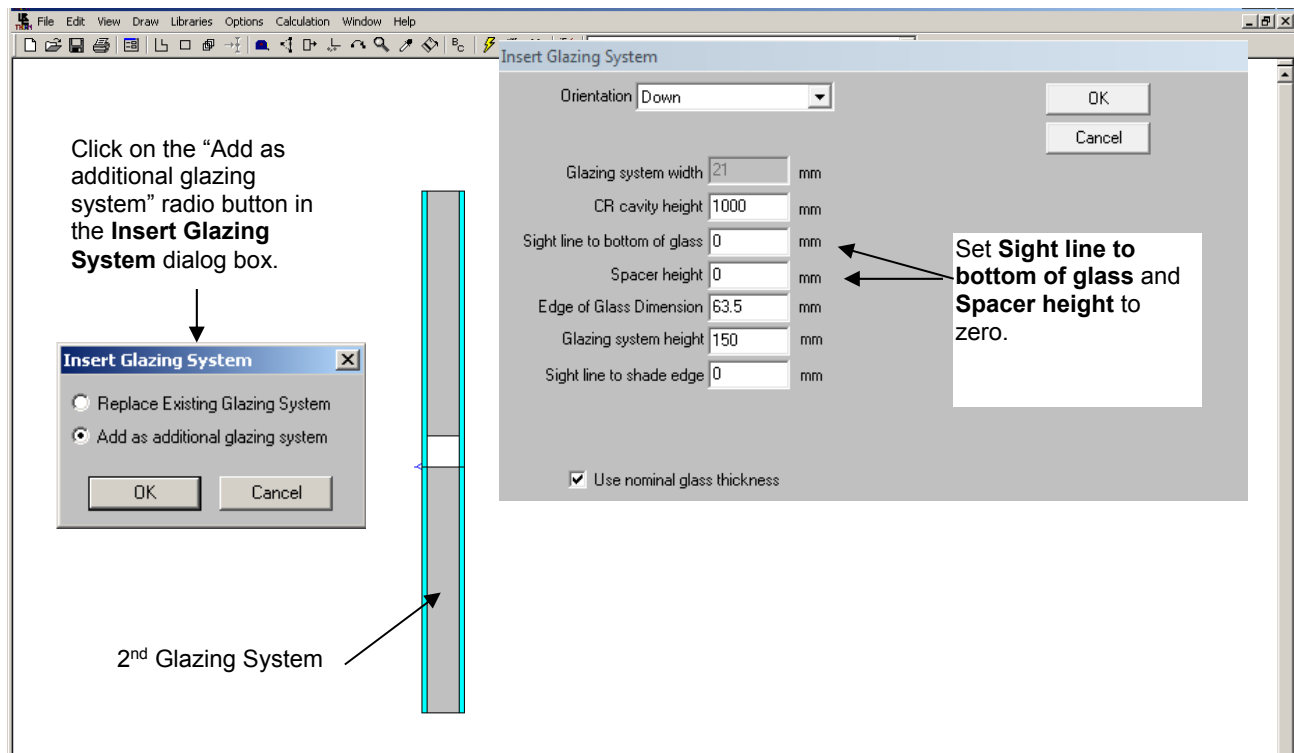 File Edit View Draw Libraries Options Calculation Window Help
Insert Glazing System
Orientation Down
OK
Cancel
Glazing system width 21 mm
CR cavity height 1000 mm
Sight line to bottom of glass 0 mm
Spacer height 0 mm
Edge of Glass Dimension 63.5 mm
Glazing system height 150 mm
Sight line to shade edge 0 mm
Use nominal glass thickness
Set Sight line to
bottom of glass and
Spacer height to
zero.
Click on the “Add as
additional glazing
system” radio button in
the Insert Glazing
System dialog box.
Insert Glazing System
Replace Existing Glazing System
Add as additional glazing system
OK Cancel
2nd Glazing System